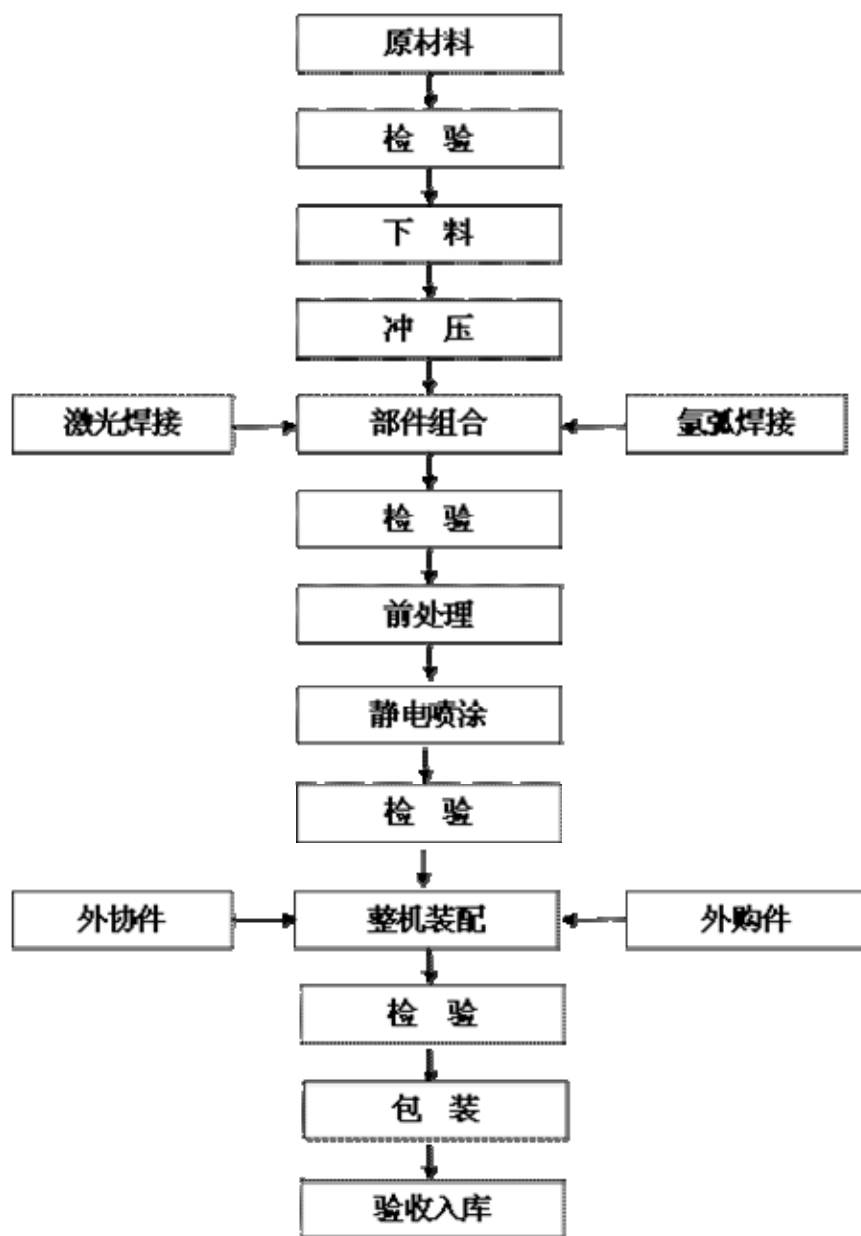 原材料
检 验
下 料
冲 压
激光焊接
部件组合
氩弧焊接
检 验
前处理
静电喷涂
检 验
外协件
整机装配
外购件
检 验
包 装
验收入库